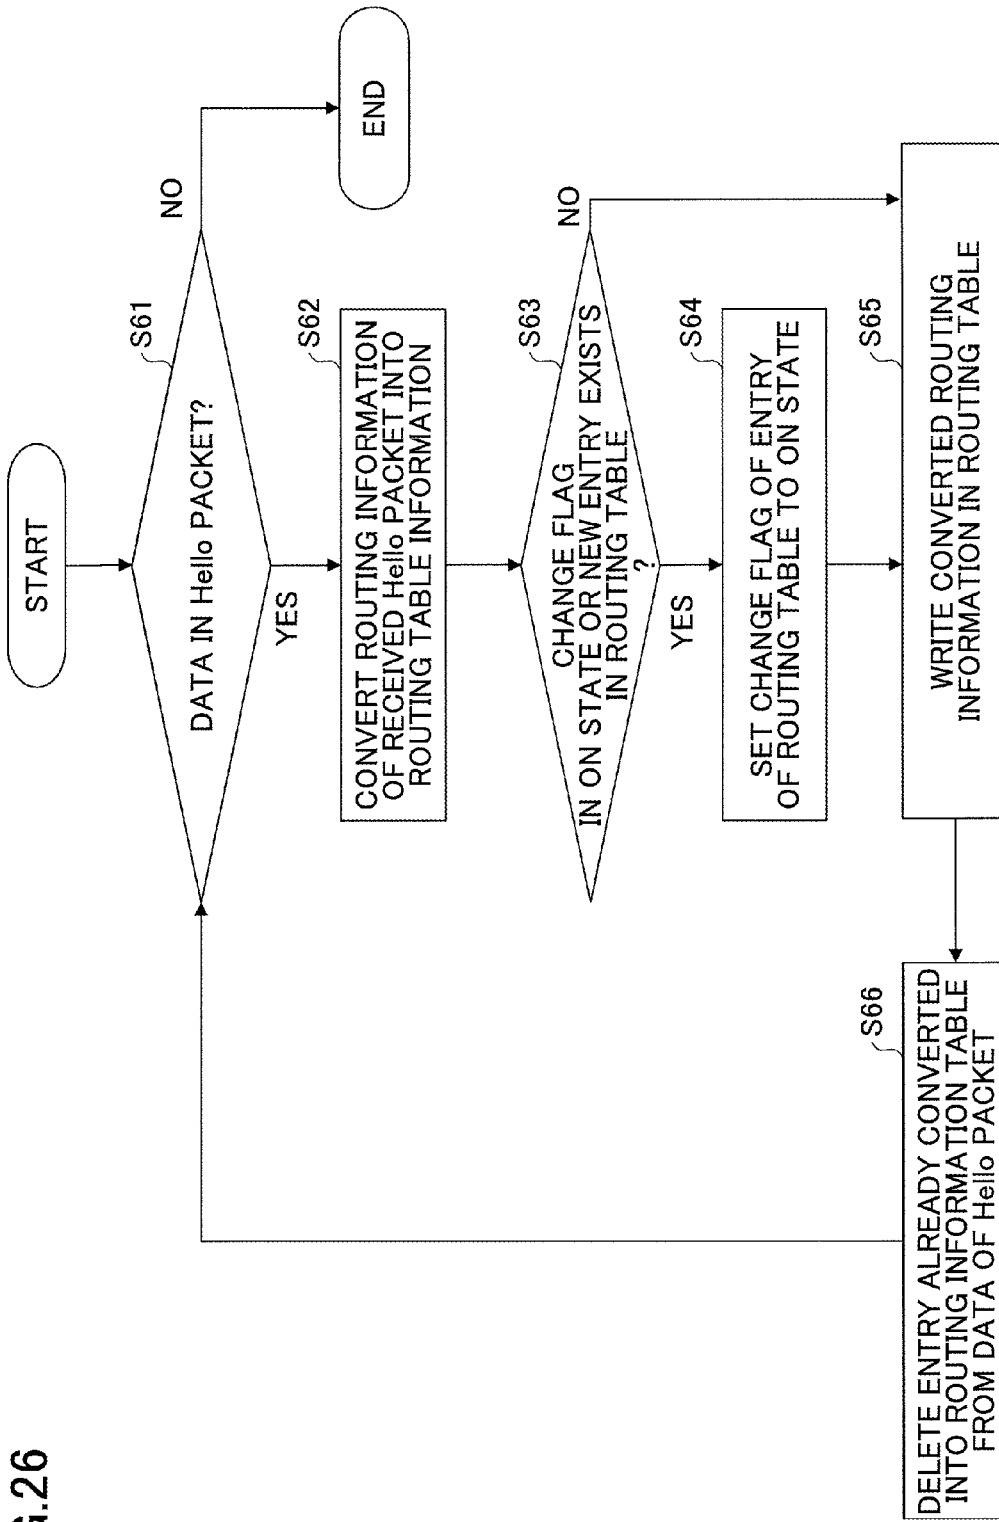 G.26
START
S61
DATA IN Hello PACKET?
NO
END
YES
S62
CONVERT ROUTING INFORMATION
OF RECEIVED Hello PACKET INTO
ROUTING TABLE INFORMATION
S63
CHANGE FLAG
IN ON STATE OR NEW ENTRY EXISTS
IN ROUTING TABLE
?
NO
YES
S64
SET CHANGE FLAG OF ENTRY
OF ROUTING TABLE TO ON STATE
S65
WRITE CONVERTED ROUTING
INFORMATION IN ROUTING TABLE
S66
DELETE ENTRY ALREADY CONVERTED
INTO ROUTING INFORMATION TABLE
FROM DATA OF Hello PACKET